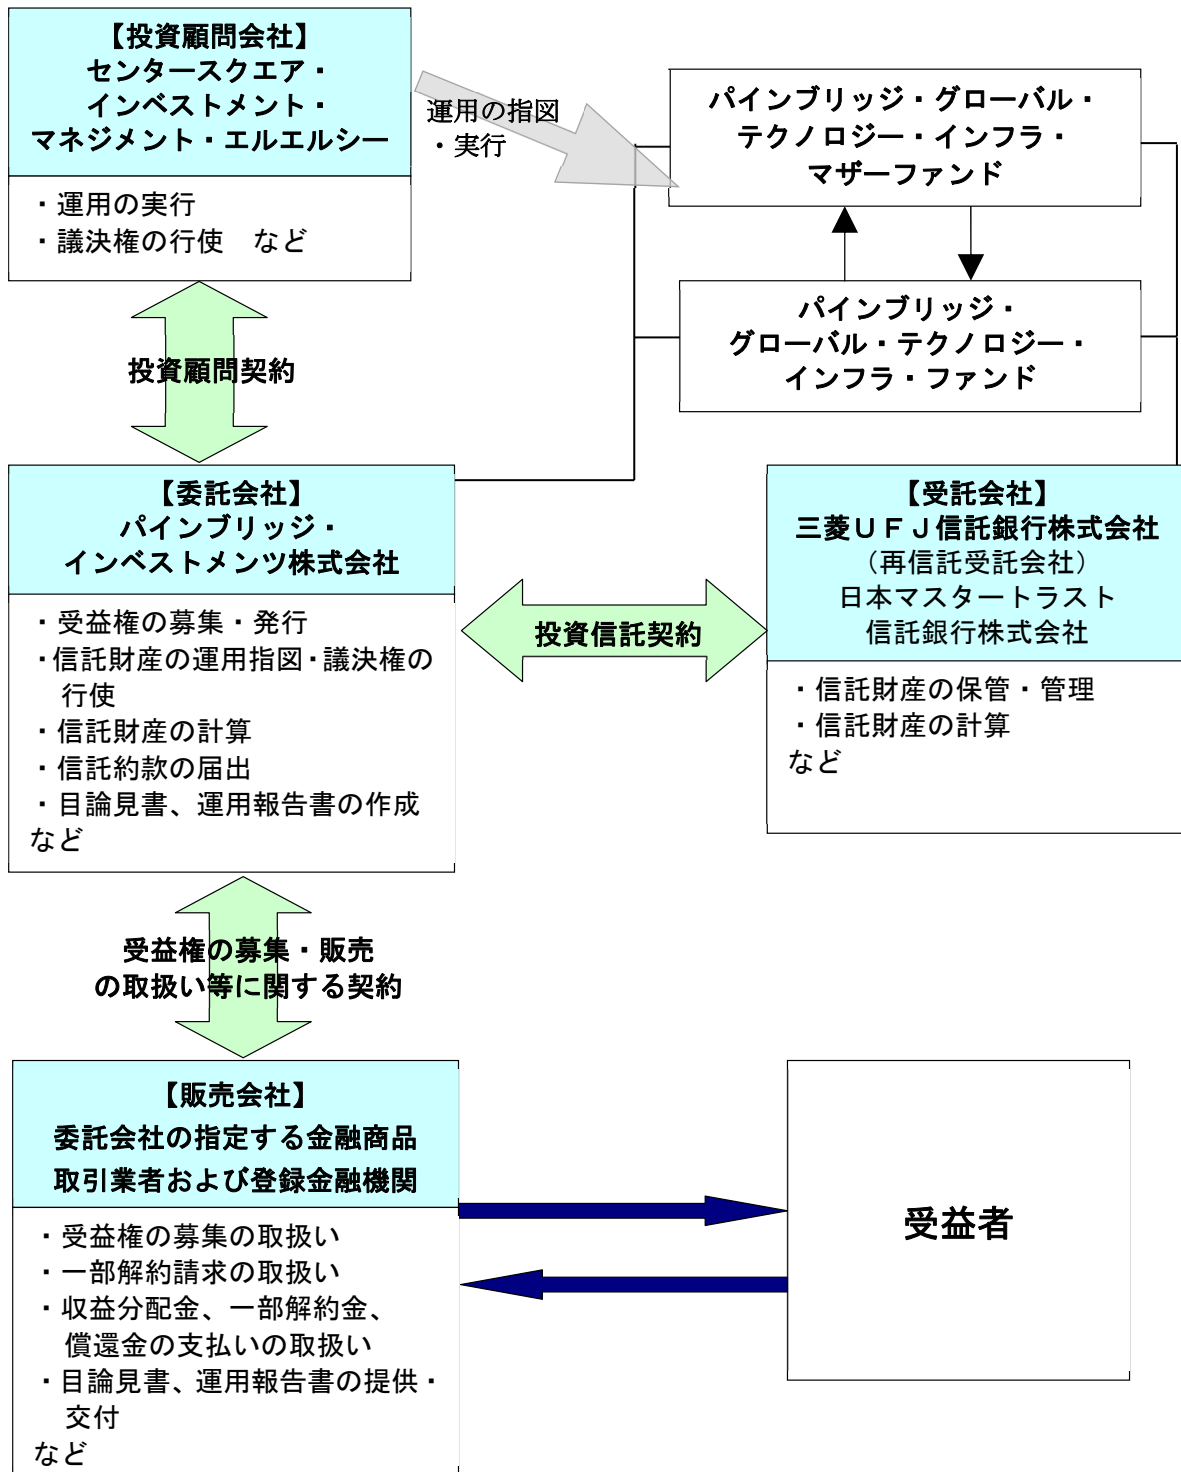 【投資顧問会社】
センタースクエア・
インベストメント・
マネジメント・エルエルシー
・運用の実行
・議決権の行使　など
運用の指図
・実行
パインブリッジ・グローバル・
テクノロジー・インフラ・
マザーファンド
パインブリッジ・
グローバル・テクノロジー・
インフラ・ファンド
投資顧問契約
【委託会社】
パインブリッジ・
インベストメンツ株式会社
・受益権の募集・発行
・信託財産の運用指図・議決権の
行使
・信託財産の計算
・信託約款の届出
・目論見書、運用報告書の作成
など
投資信託契約
【受託会社】
三菱ＵＦＪ信託銀行株式会社
（再信託受託会社）
日本マスタートラスト
信託銀行株式会社
・信託財産の保管・管理
・信託財産の計算
など
受益権の募集・販売
の取扱い等に関する契約
【販売会社】
委託会社の指定する金融商品
取引業者および登録金融機関
・受益権の募集の取扱い
・一部解約請求の取扱い
・収益分配金、一部解約金、
償還金の支払いの取扱い
・目論見書、運用報告書の提供・
交付
など
受益者